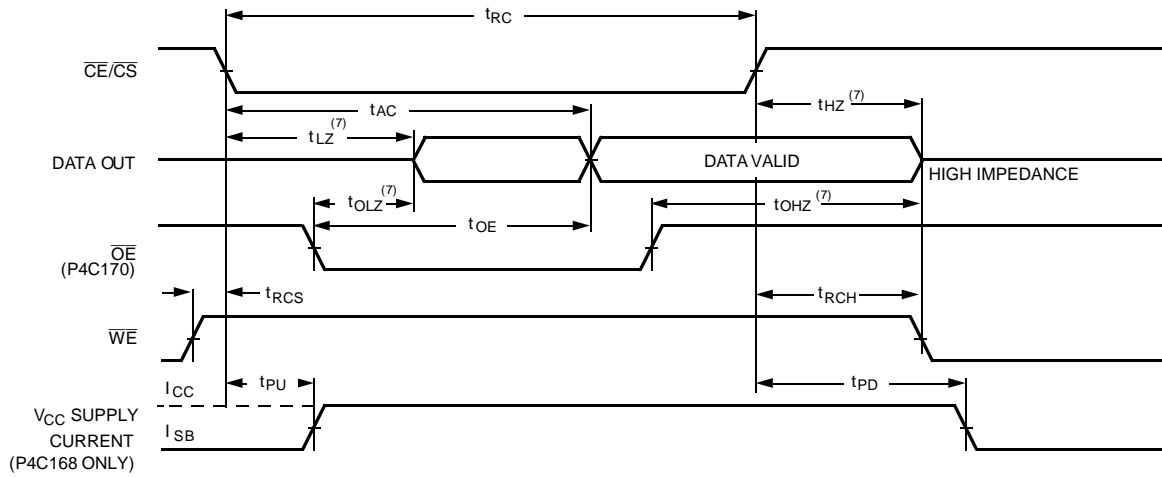 tRC
CE/CS
tAC
tHZ (7)
tLZ (7)
DATA OUT
DATA VALID
HIGH IMPEDANCE
tOLZ (7)
tOHZ (7)
tOE
OE
(P4C170)
tRCS
tRCH
WE
ICC
tPU
tPD
VCC SUPPLY
CURRENT
ISB
(P4C168 ONLY)